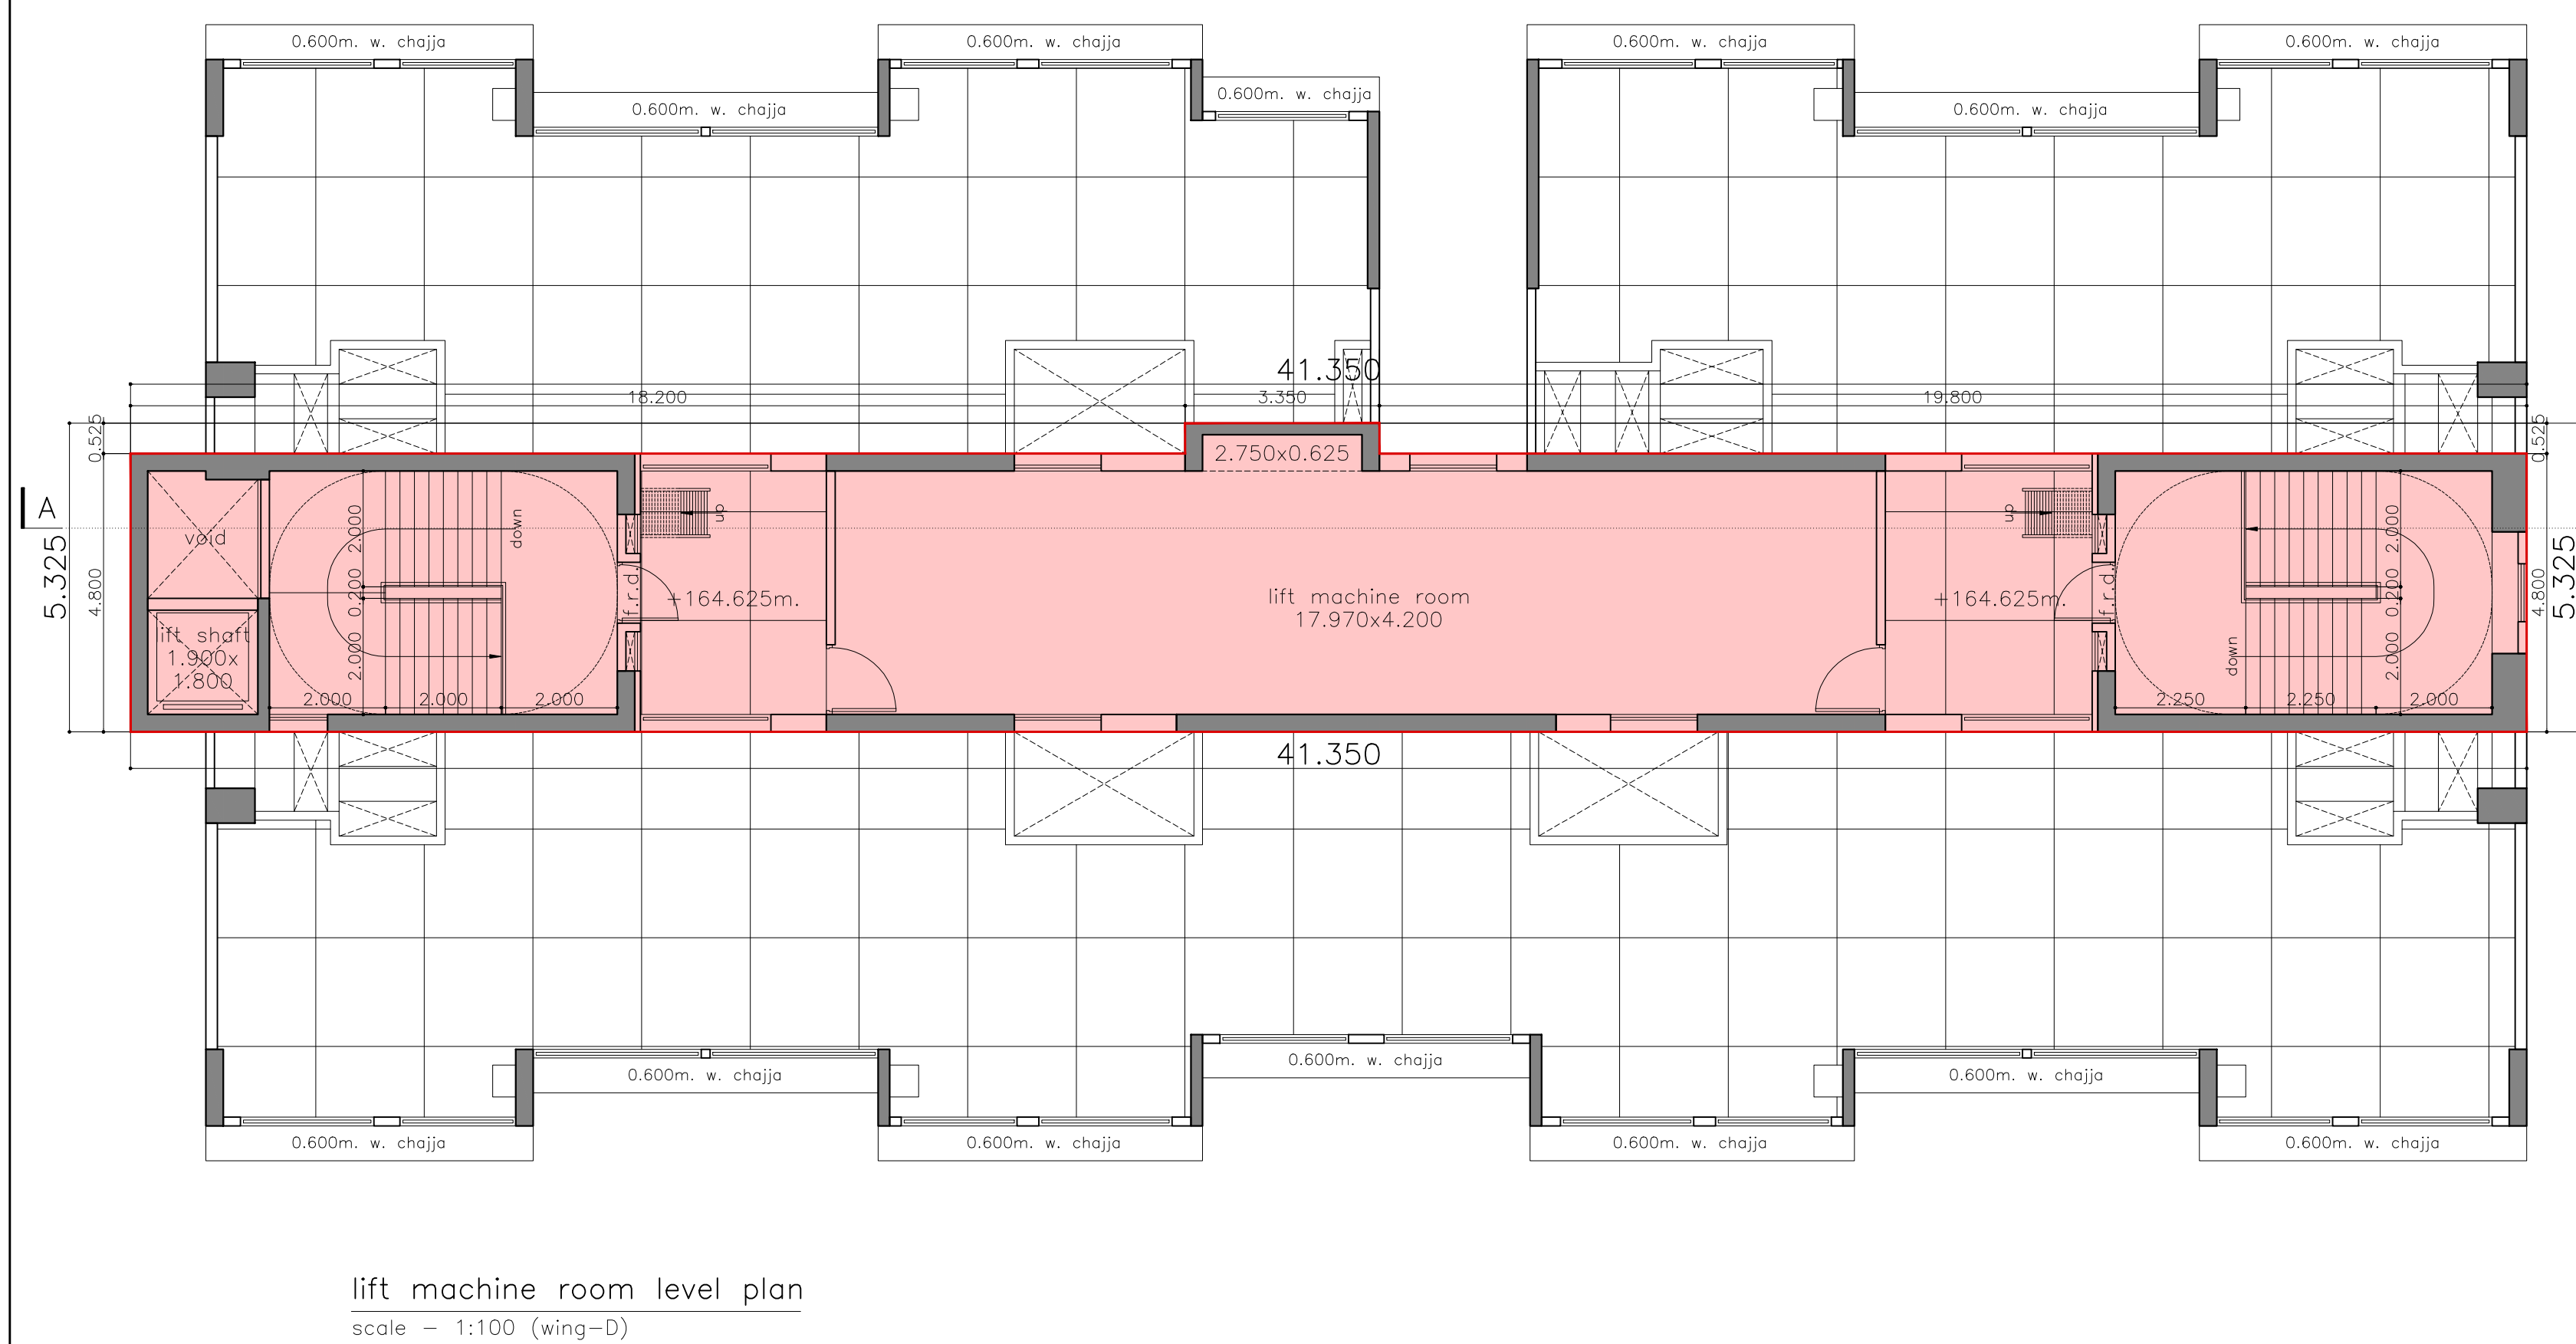 0.600m. w. chajja
0.600m. w. chajja
0.600m. w. chajja
0.600m. w. chajja
0.600m. w. chajja
0.600m. w. chajja
0.600m. w. chajja
41.350
18.200
3.350
19.800
0.525
0.525
2.750x0.625
A
5.325
4.800
void
2.000
0.200
2.000
down
up
f.r.d.
+164.625m.
lift shaft
1.900x
1.800
2.000
2.000
2.000
lift machine room
17.970x4.200
up
+164.625m.
f.r.d.
down
2.000
0.200
2.000
2.250
2.250
2.000
4.800
5.325
41.350
0.600m. w. chajja
0.600m. w. chajja
0.600m. w. chajja
0.600m. w. chajja
0.600m. w. chajja
0.600m. w. chajja
0.600m. w. chajja
lift machine room level plan
scale - 1:100 (wing-D)